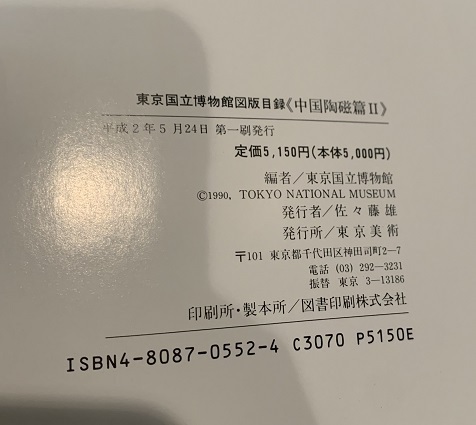 東京国立博物館図版目録《中国陶磁篇II》
平成2年5月24日 第一刷発行
定価5,150円(本体5,000円)
編者／東京国立博物館
©1990, TOKYO NATIONAL MUSEUM
発行者／佐々藤雄
発行所／東京美術
〒101 東京都千代田区神田司町2-7
電話 (03) 292-3231
振替 東京 3-13186
印刷所・製本所／図書印刷株式会社
ISBN4-8087-0552-4 C3070 P5150E